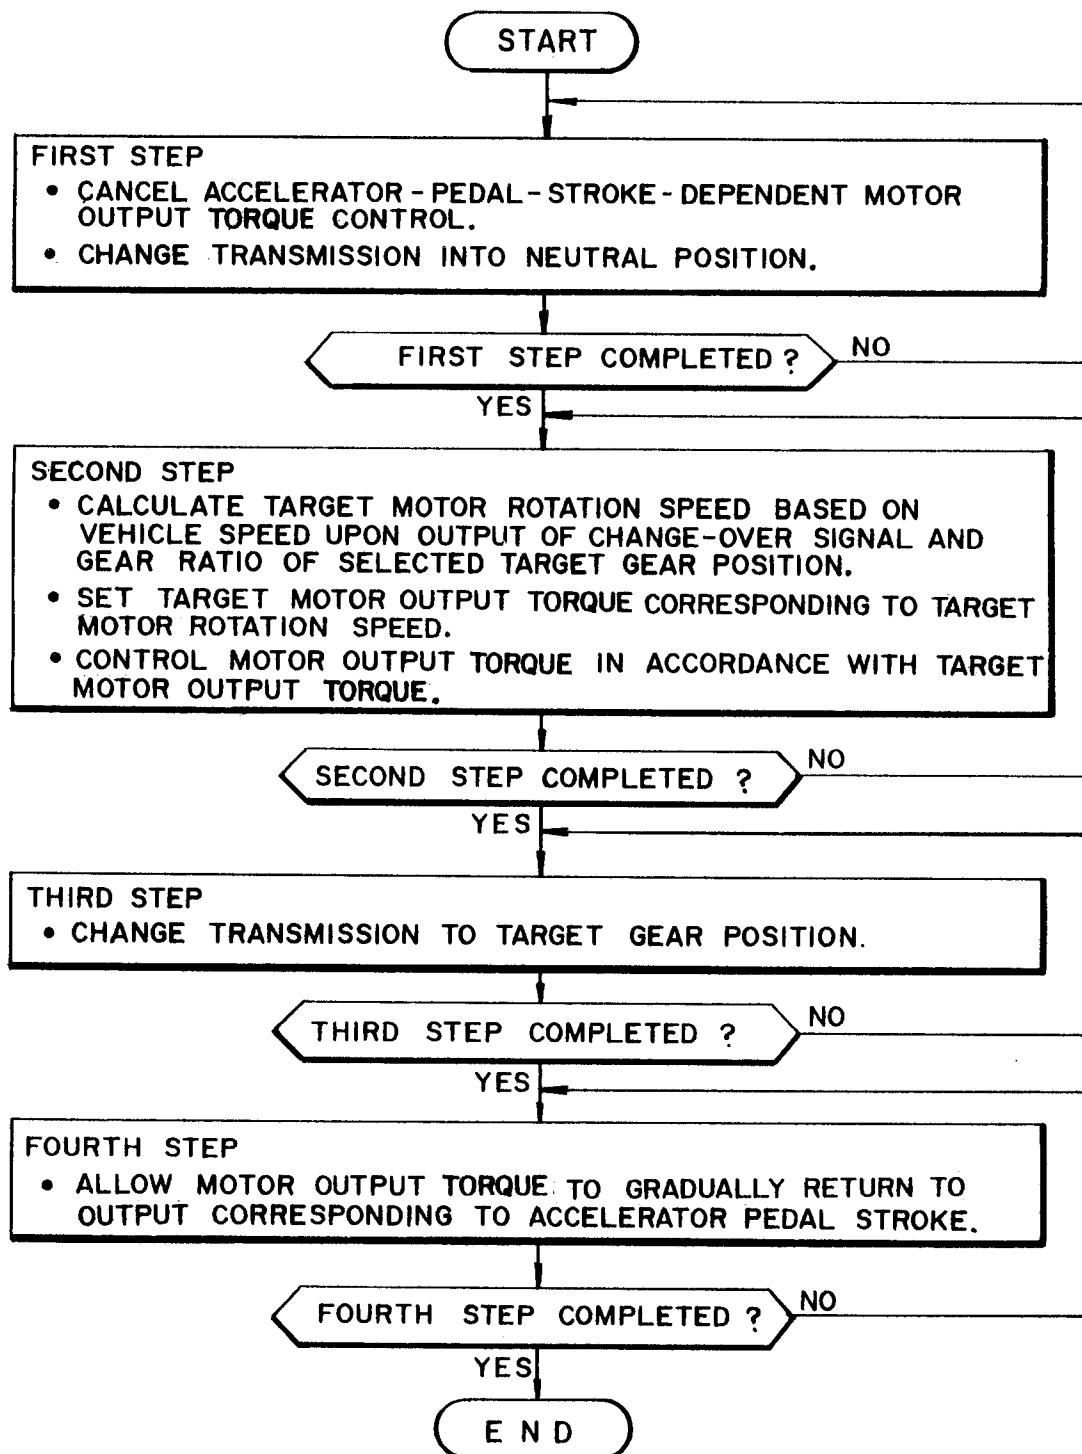 START
FIRST STEP
• CANCEL ACCELERATOR-PEDAL-STROKE-DEPENDENT MOTOR
OUTPUT TORQUE CONTROL.
• CHANGE TRANSMISSION INTO NEUTRAL POSITION.
FIRST STEP COMPLETED ?
NO
YES
SECOND STEP
• CALCULATE TARGET MOTOR ROTATION SPEED BASED ON
VEHICLE SPEED UPON OUTPUT OF CHANGE-OVER SIGNAL AND
GEAR RATIO OF SELECTED TARGET GEAR POSITION.
• SET TARGET MOTOR OUTPUT TORQUE CORRESPONDING TO TARGET
MOTOR ROTATION SPEED.
• CONTROL MOTOR OUTPUT TORQUE IN ACCORDANCE WITH TARGET
MOTOR OUTPUT TORQUE.
SECOND STEP COMPLETED ?
NO
YES
THIRD STEP
• CHANGE TRANSMISSION TO TARGET GEAR POSITION.
THIRD STEP COMPLETED ?
NO
YES
FOURTH STEP
• ALLOW MOTOR OUTPUT TORQUE TO GRADUALLY RETURN TO
OUTPUT CORRESPONDING TO ACCELERATOR PEDAL STROKE.
FOURTH STEP COMPLETED ?
NO
YES
END